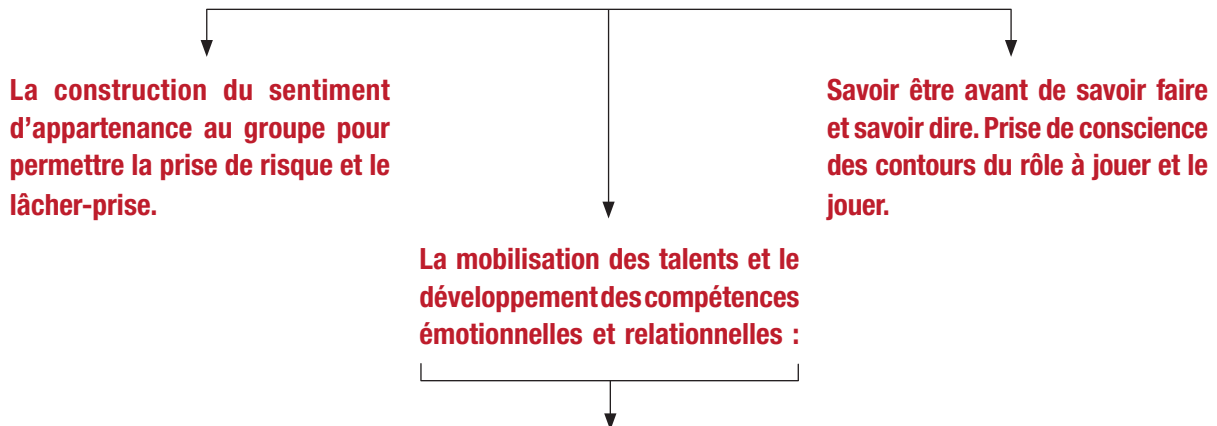 La construction du sentiment
d'appartenance au groupe pour
permettre la prise de risque et le
lâcher-prise.
Savoir être avant de savoir faire
et savoir dire. Prise de conscience
des contours du rôle à jouer et le
jouer.
La mobilisation des talents et le
développement des compétences
émotionnelles et relationnelles :